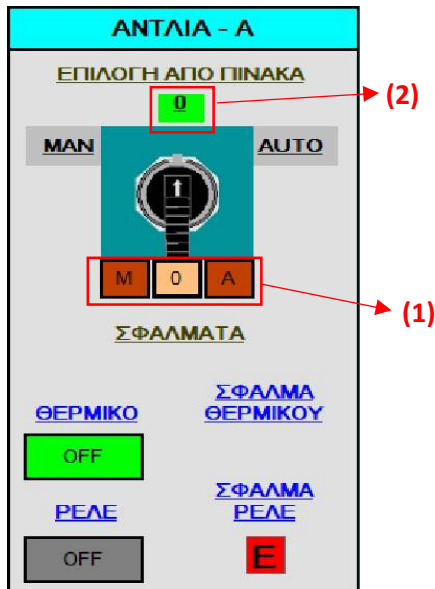 ΑΝΤΛΙΑ - Α
ΕΠΙΛΟΓΗ ΑΠΟ ΠΙΝΑΚΑ
0
(2)
MAN
AUTO
M 0 A
(1)
ΣΦΑΛΜΑΤΑ
ΘΕΡΜΙΚΟ
ΣΦΑΛΜΑ
ΘΕΡΜΙΚΟΥ
OFF
ΡΕΛΕ
ΣΦΑΛΜΑ
ΡΕΛΕ
OFF
E